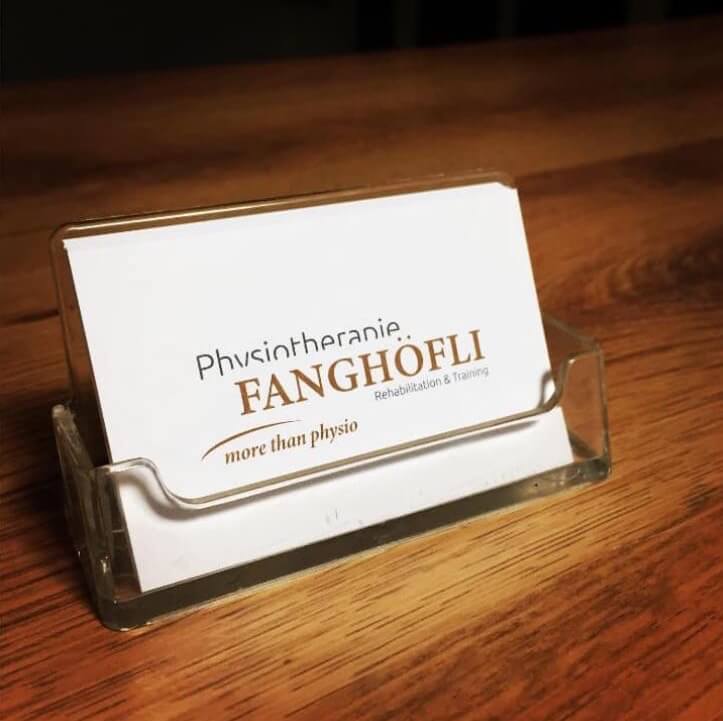 Physiotherapie
FANGHÖFLI
Rehabilitation & Training
more than physio